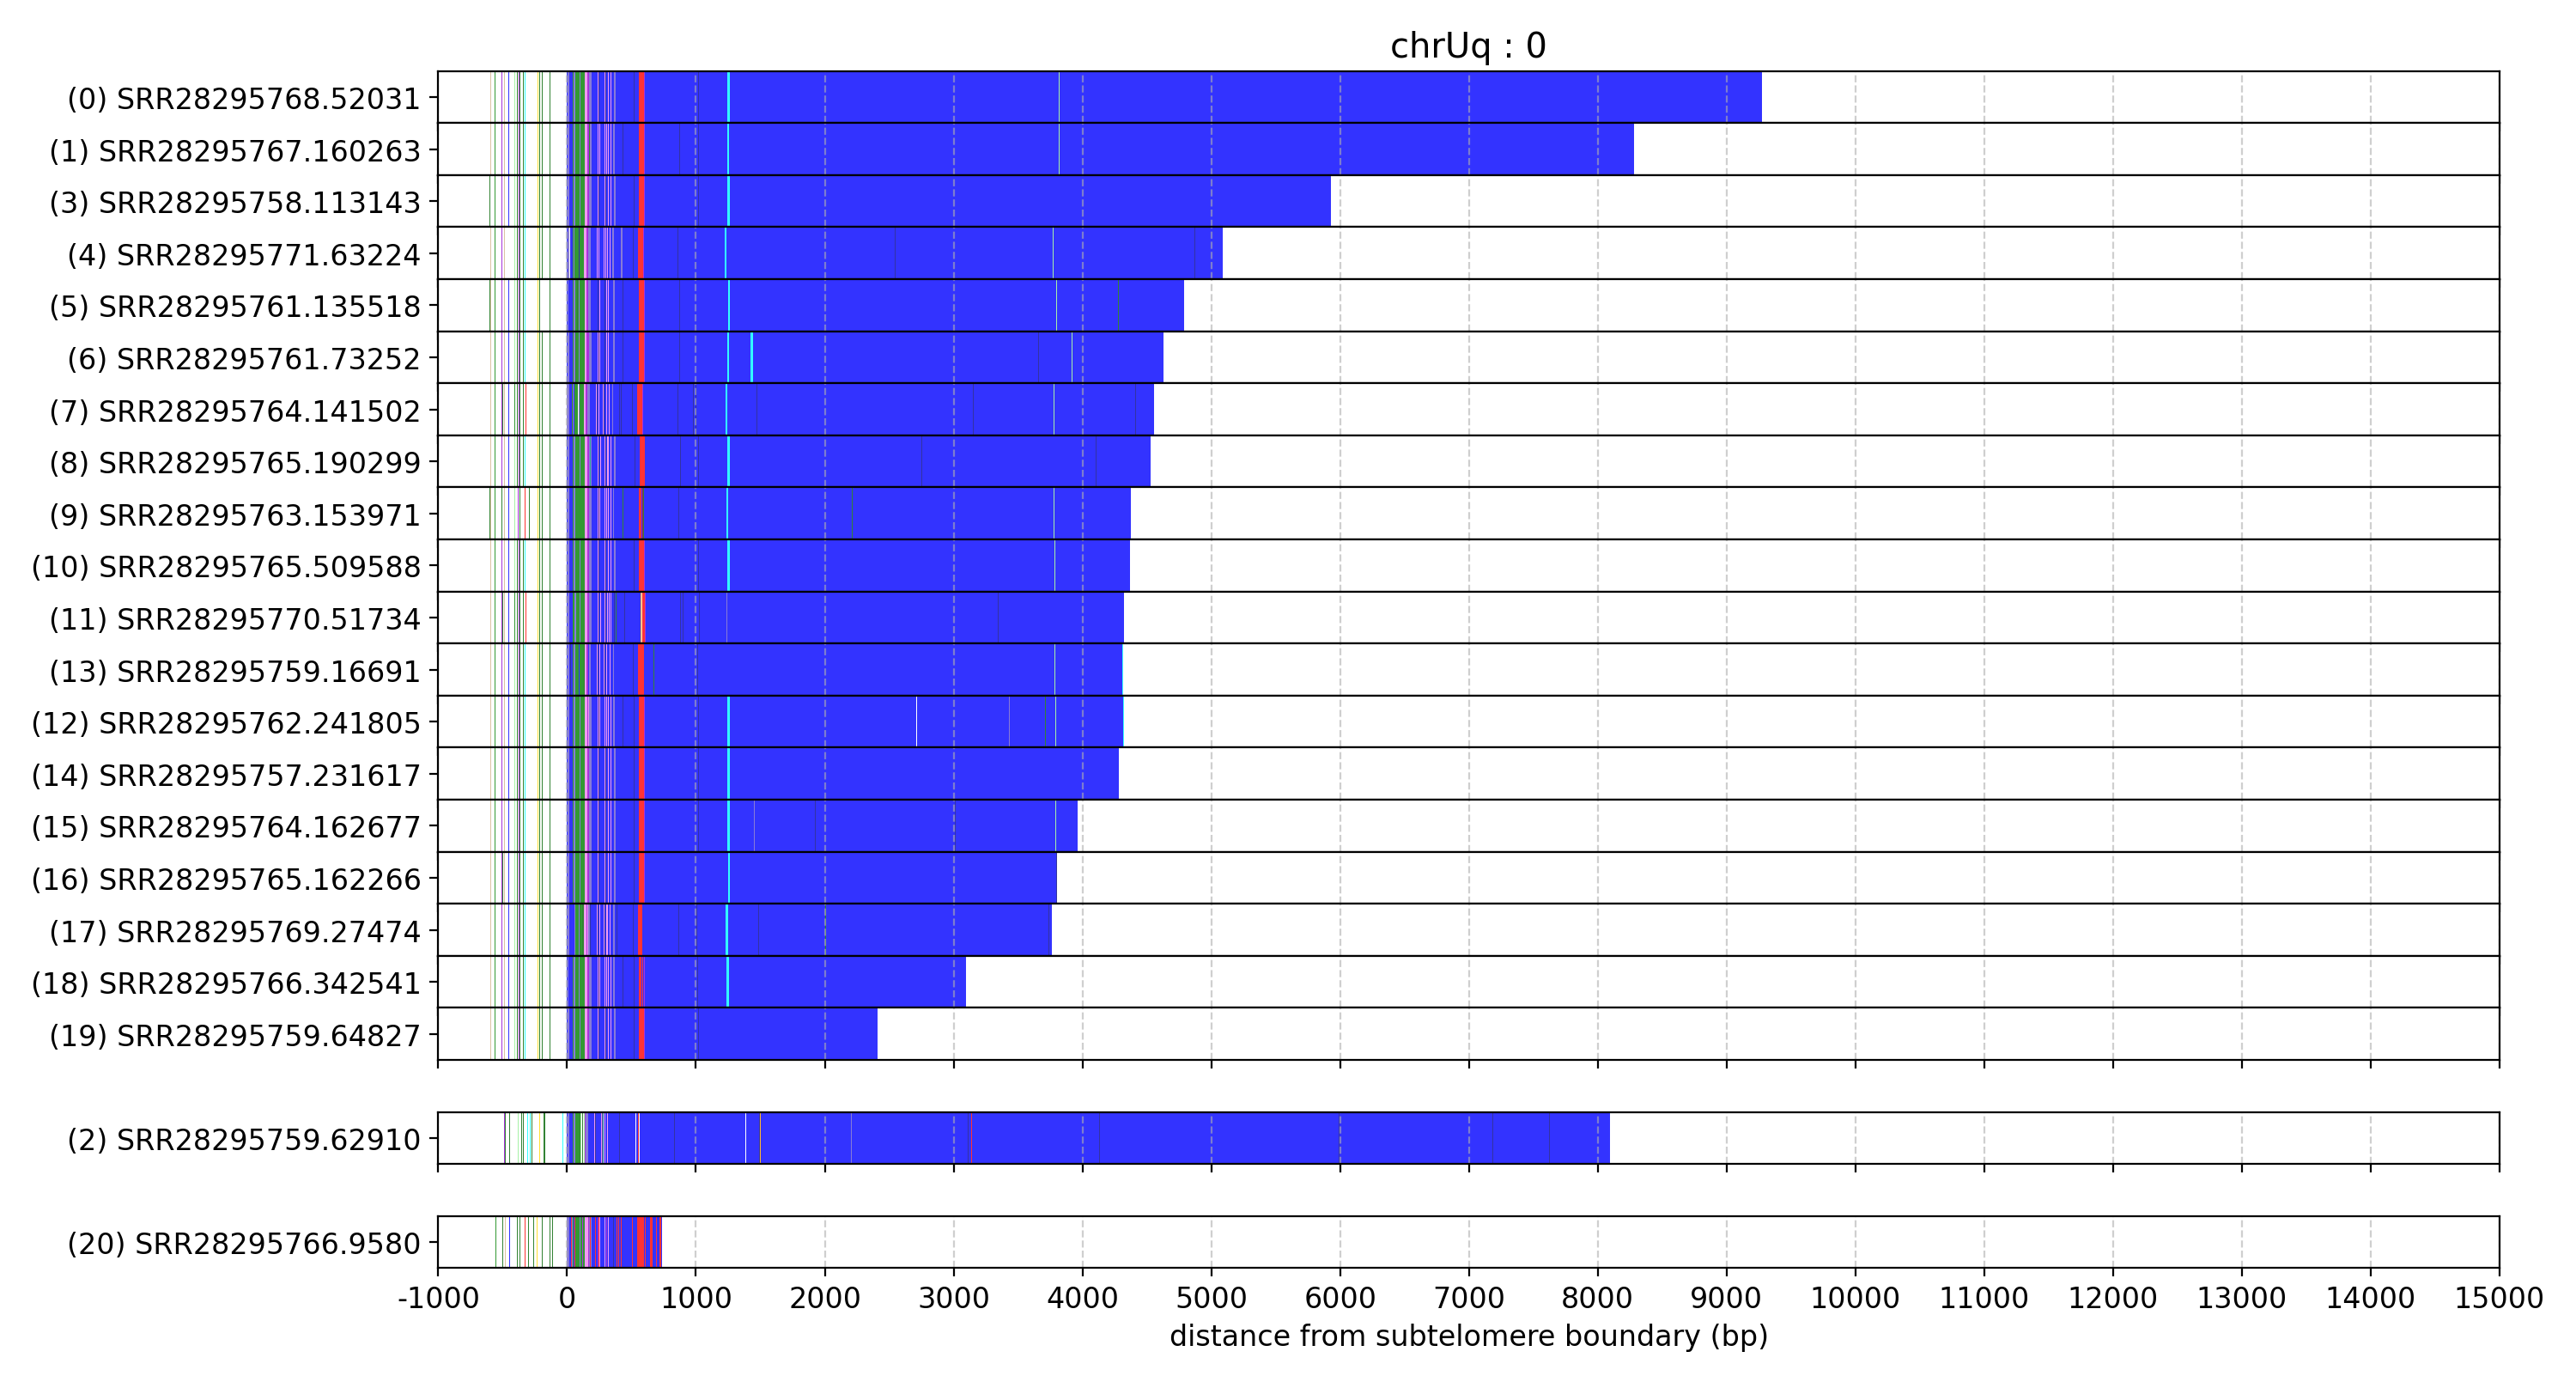 chrUq : 0
(0) SRR28295768.52031
(1) SRR28295767.160263
(3) SRR28295758.113143
(4) SRR28295771.63224
(5) SRR28295761.135518
(6) SRR28295761.73252
(7) SRR28295764.141502
(8) SRR28295765.190299
(9) SRR28295763.153971
(10) SRR28295765.509588
(11) SRR28295770.51734
(13) SRR28295759.16691
(12) SRR28295762.241805
(14) SRR28295757.231617
(15) SRR28295764.162677
(16) SRR28295765.162266
(17) SRR28295769.27474
(18) SRR28295766.342541
(19) SRR28295759.64827
(2) SRR28295759.62910
(20) SRR28295766.9580
-1000 0 1000 2000 3000 4000 5000 6000 7000 8000 9000 10000 11000 12000 13000 14000 15000
distance from subtelomere boundary (bp)